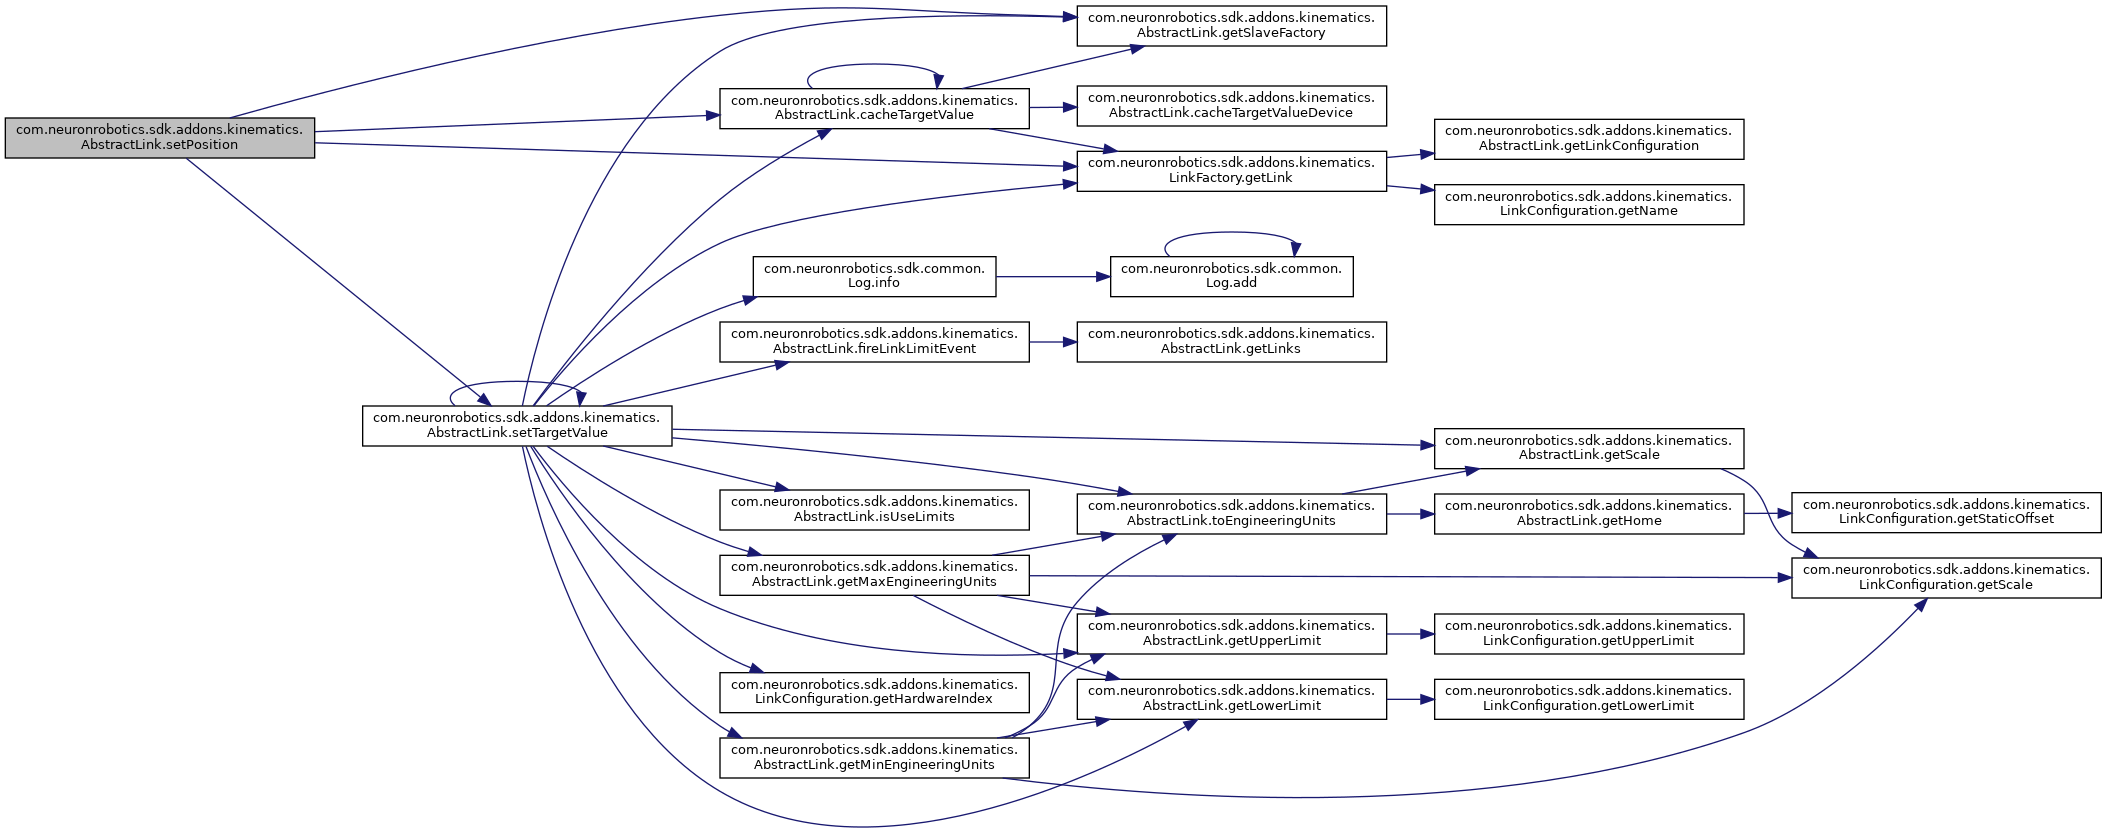 com.neuronrobotics.sdk.addons.kinematics.
AbstractLink.setPosition
com.neuronrobotics.sdk.addons.kinematics.
AbstractLink.setTargetValue
com.neuronrobotics.sdk.addons.kinematics.
AbstractLink.cacheTargetValue
com.neuronrobotics.sdk.common.
Log.info
com.neuronrobotics.sdk.addons.kinematics.
AbstractLink.fireLinkLimitEvent
com.neuronrobotics.sdk.addons.kinematics.
AbstractLink.isUseLimits
com.neuronrobotics.sdk.addons.kinematics.
AbstractLink.getMaxEngineeringUnits
com.neuronrobotics.sdk.addons.kinematics.
LinkConfiguration.getHardwareIndex
com.neuronrobotics.sdk.addons.kinematics.
AbstractLink.getMinEngineeringUnits
com.neuronrobotics.sdk.addons.kinematics.
AbstractLink.getSlaveFactory
com.neuronrobotics.sdk.addons.kinematics.
AbstractLink.cacheTargetValueDevice
com.neuronrobotics.sdk.addons.kinematics.
LinkFactory.getLink
com.neuronrobotics.sdk.common.
Log.add
com.neuronrobotics.sdk.addons.kinematics.
AbstractLink.getLinks
com.neuronrobotics.sdk.addons.kinematics.
AbstractLink.toEngineeringUnits
com.neuronrobotics.sdk.addons.kinematics.
AbstractLink.getUpperLimit
com.neuronrobotics.sdk.addons.kinematics.
AbstractLink.getLowerLimit
com.neuronrobotics.sdk.addons.kinematics.
AbstractLink.getLinkConfiguration
com.neuronrobotics.sdk.addons.kinematics.
LinkConfiguration.getName
com.neuronrobotics.sdk.addons.kinematics.
AbstractLink.getScale
com.neuronrobotics.sdk.addons.kinematics.
AbstractLink.getHome
com.neuronrobotics.sdk.addons.kinematics.
LinkConfiguration.getUpperLimit
com.neuronrobotics.sdk.addons.kinematics.
LinkConfiguration.getLowerLimit
com.neuronrobotics.sdk.addons.kinematics.
LinkConfiguration.getStaticOffset
com.neuronrobotics.sdk.addons.kinematics.
LinkConfiguration.getScale